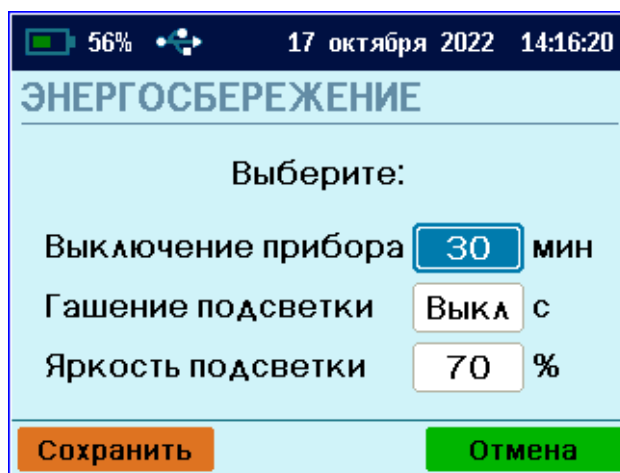 56% 17 октября 2022 14:16:20
ЭНЕРГОСБЕРЕЖЕНИЕ
Выберите:
Выключение прибора 30 мин
Гашение подсветки Выкл с
Яркость подсветки 70 %
Сохранить Отмена